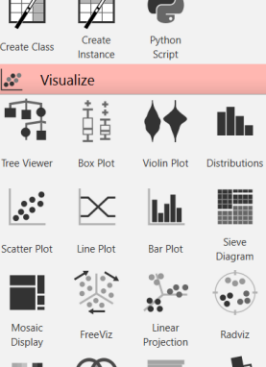 Create Class
Create
Instance
Python
Script
Visualize
Tree Viewer
Box Plot
Violin Plot
Distributions
Scatter Plot
Line Plot
Bar Plot
Sieve
Diagram
Mosaic
Display
FreeViz
Linear
Projection
Radviz